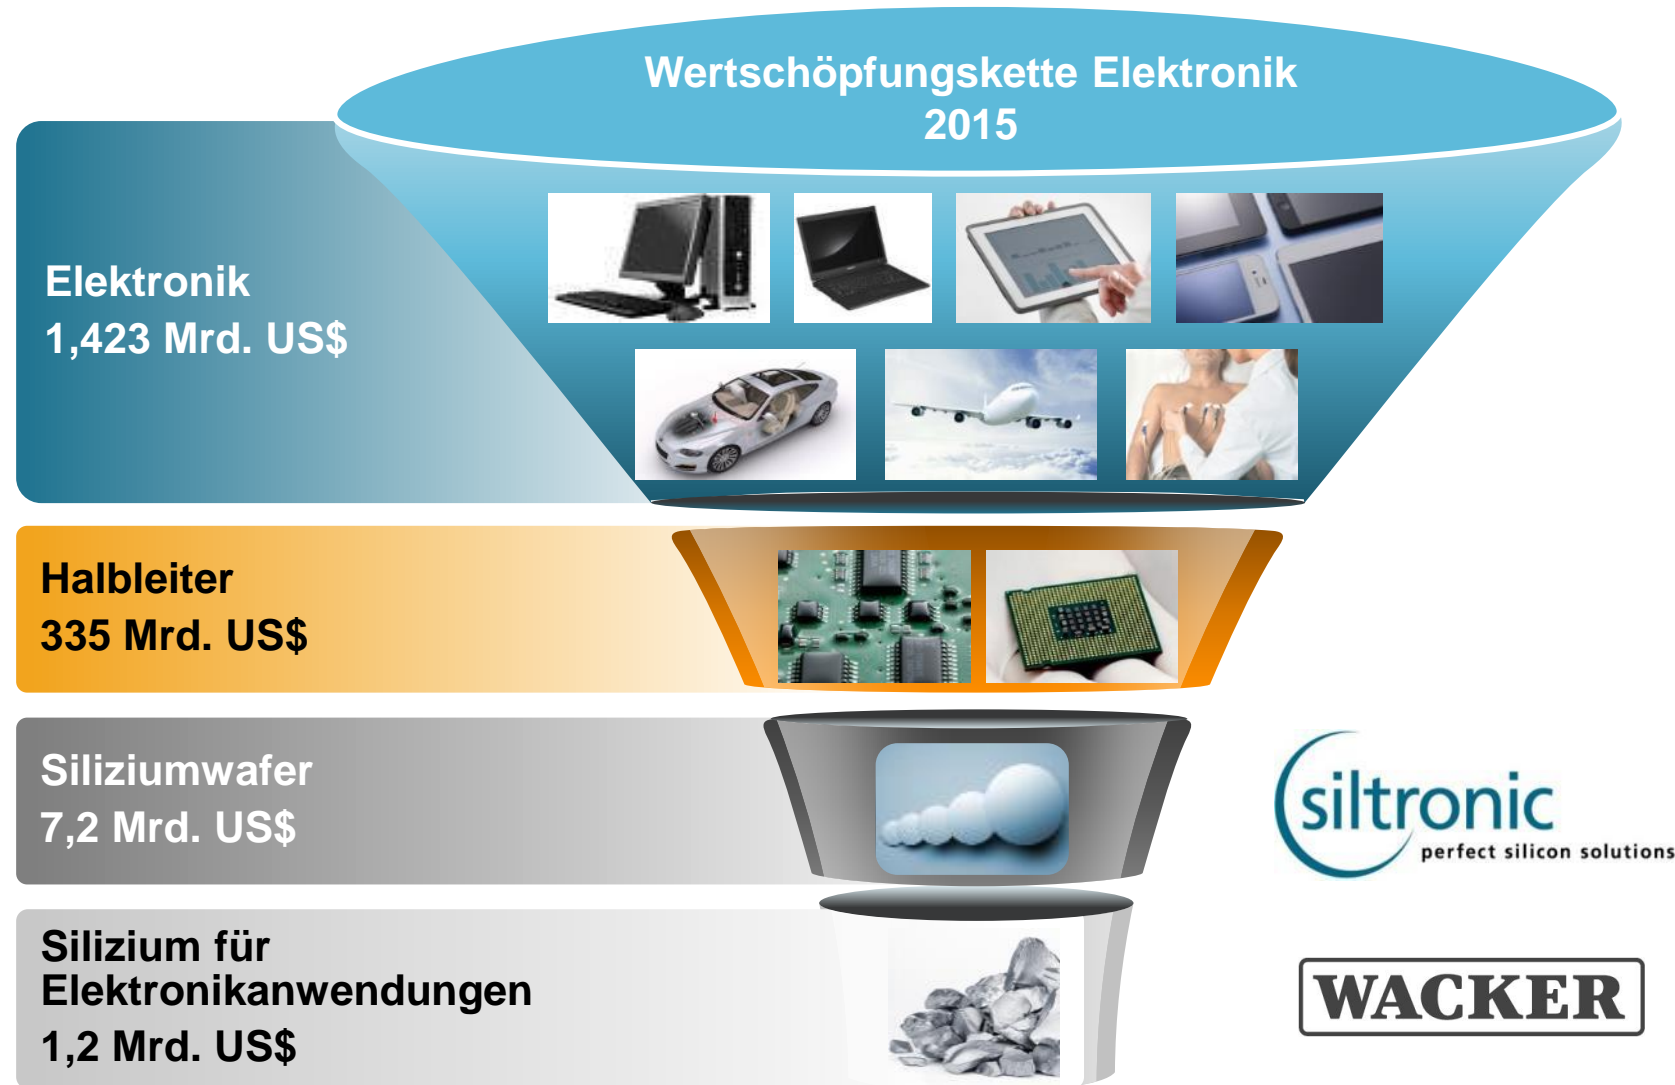 Wertschöpfungskette Elektronik
2015
Elektronik
1,423 Mrd. US$
Halbleiter
335 Mrd. US$
Siliziumwafer
7,2 Mrd. US$
siltronic
perfect silicon solutions
Silizium für
Elektronikanwendungen
1,2 Mrd. US$
WACKER